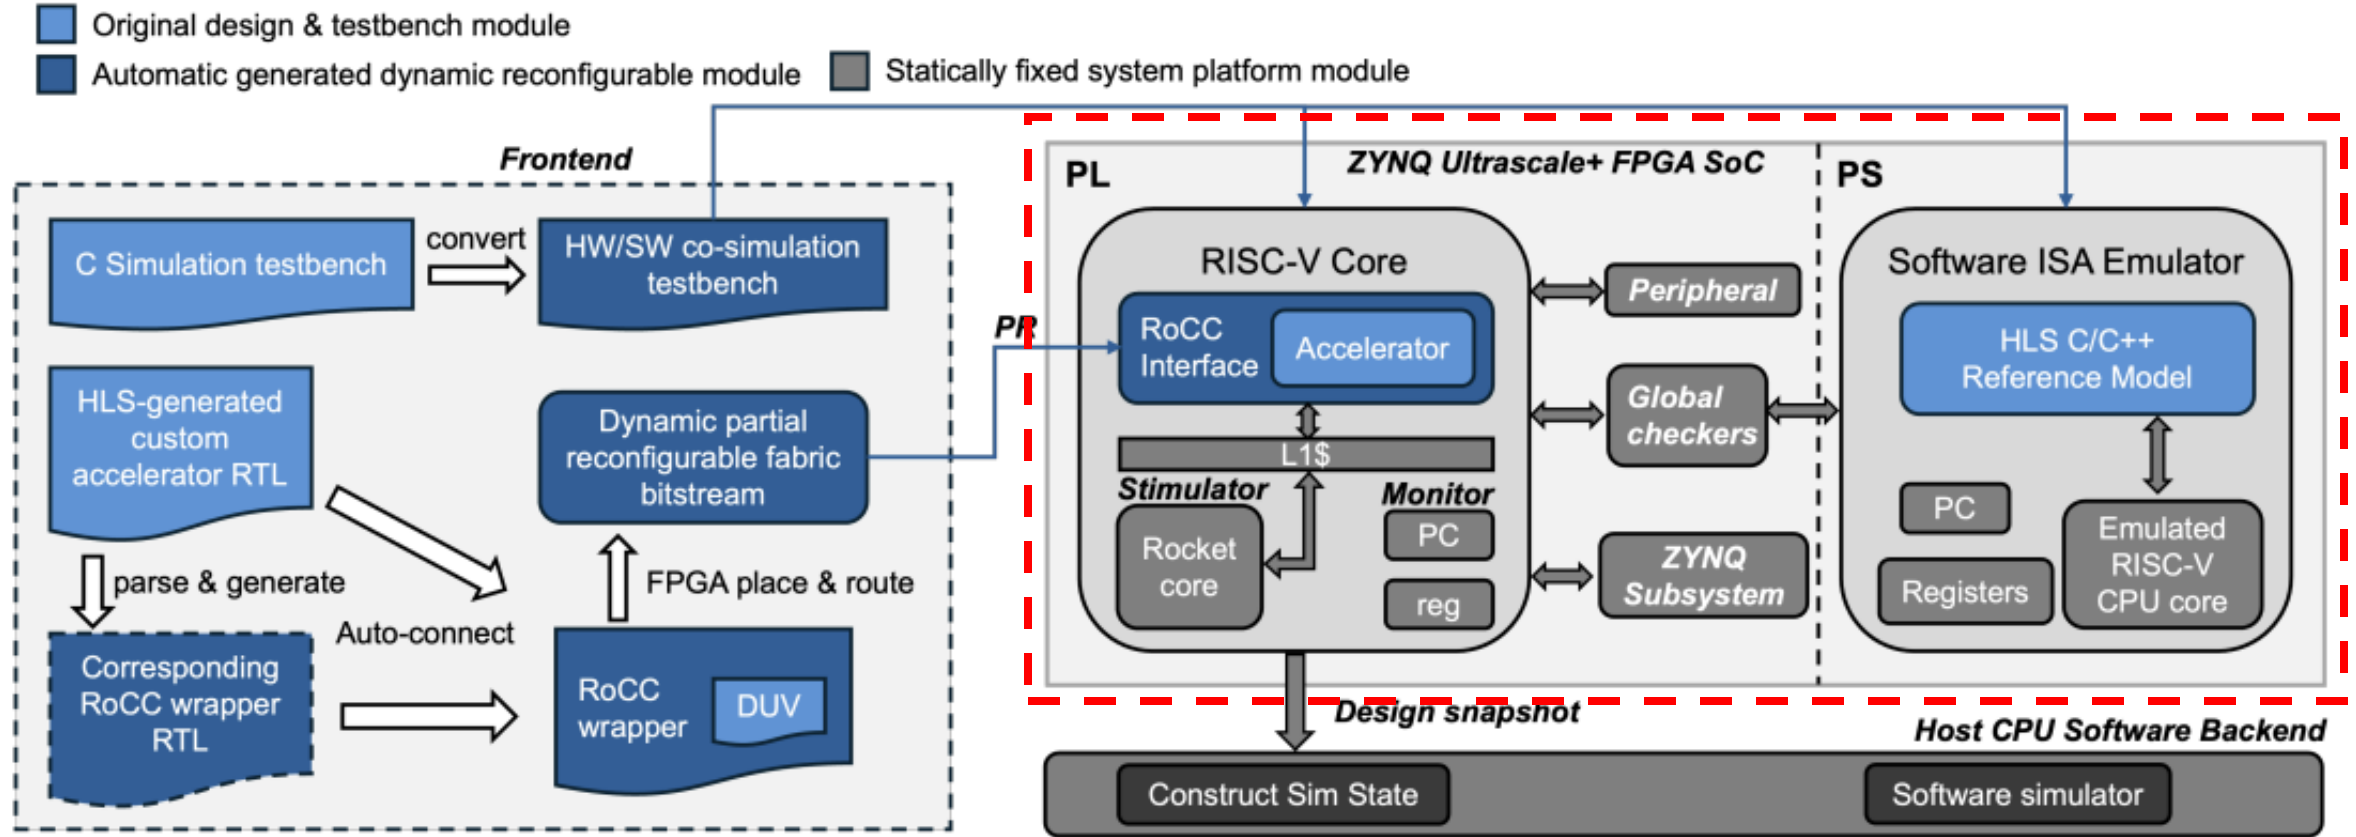 Original design & testbench module
Automatic generated dynamic reconfigurable module
Statically fixed system platform module
Frontend
C Simulation testbench
convert
HW/SW co-simulation
testbench
HLS-generated
custom
accelerator RTL
parse & generate
Auto-connect
Corresponding
RoCC wrapper
RTL
Dynamic partial
reconfigurable fabric
bitstream
FPGA place & route
RoCC
wrapper
DUV
PR
PL
ZYNQ Ultrascale+ FPGA SoC
PS
RISC-V Core
RoCC
Interface
Accelerator
L1$
Stimulator
Rocket
core
Monitor
PC
reg
Peripheral
Global
checkers
ZYNQ
Subsystem
Software ISA Emulator
HLS C/C++
Reference Model
PC
Registers
Emulated
RISC-V
CPU core
Design snapshot
Host CPU Software Backend
Construct Sim State
Software simulator